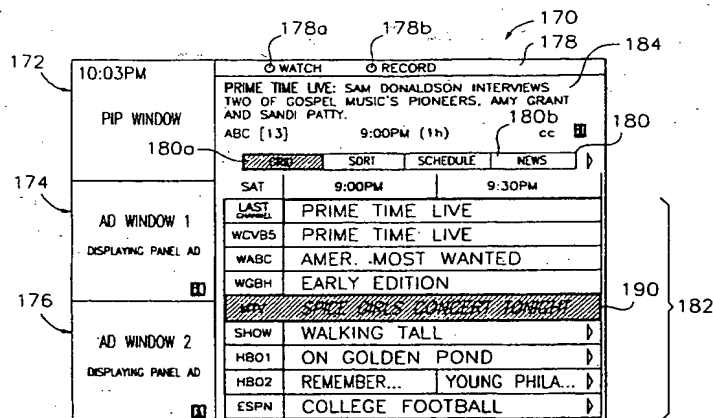 178a 178b 170
178
172 184
10:03PM
PIP WINDOW
WATCH RECORD
PRIME TIME LIVE: SAM DONALDSON INTERVIEWS
TWO OF GOSPEL MUSIC'S PIONEERS, AMY GRANT
AND SANDI PATTY.
180b
ABC [13] 9:00PM (1h) cc
180
180a
GRID SORT SCHEDULE NEWS
174
AD WINDOW 1
DISPLAYING PANEL AD
176
AD WINDOW 2
DISPLAYING PANEL AD
SAT 9:00PM 9:30PM
LAST CHANNEL PRIME TIME LIVE
WCVB5 PRIME TIME LIVE
WABC AMER. MOST WANTED
WGBH EARLY EDITION
MTV SPICE GIRLS CONCERT TONIGHT
190
182
SHOW WALKING TALL
HBO1 ON GOLDEN POND
HBO2 REMEMBER... YOUNG PHILA...
ESPN COLLEGE FOOTBALL